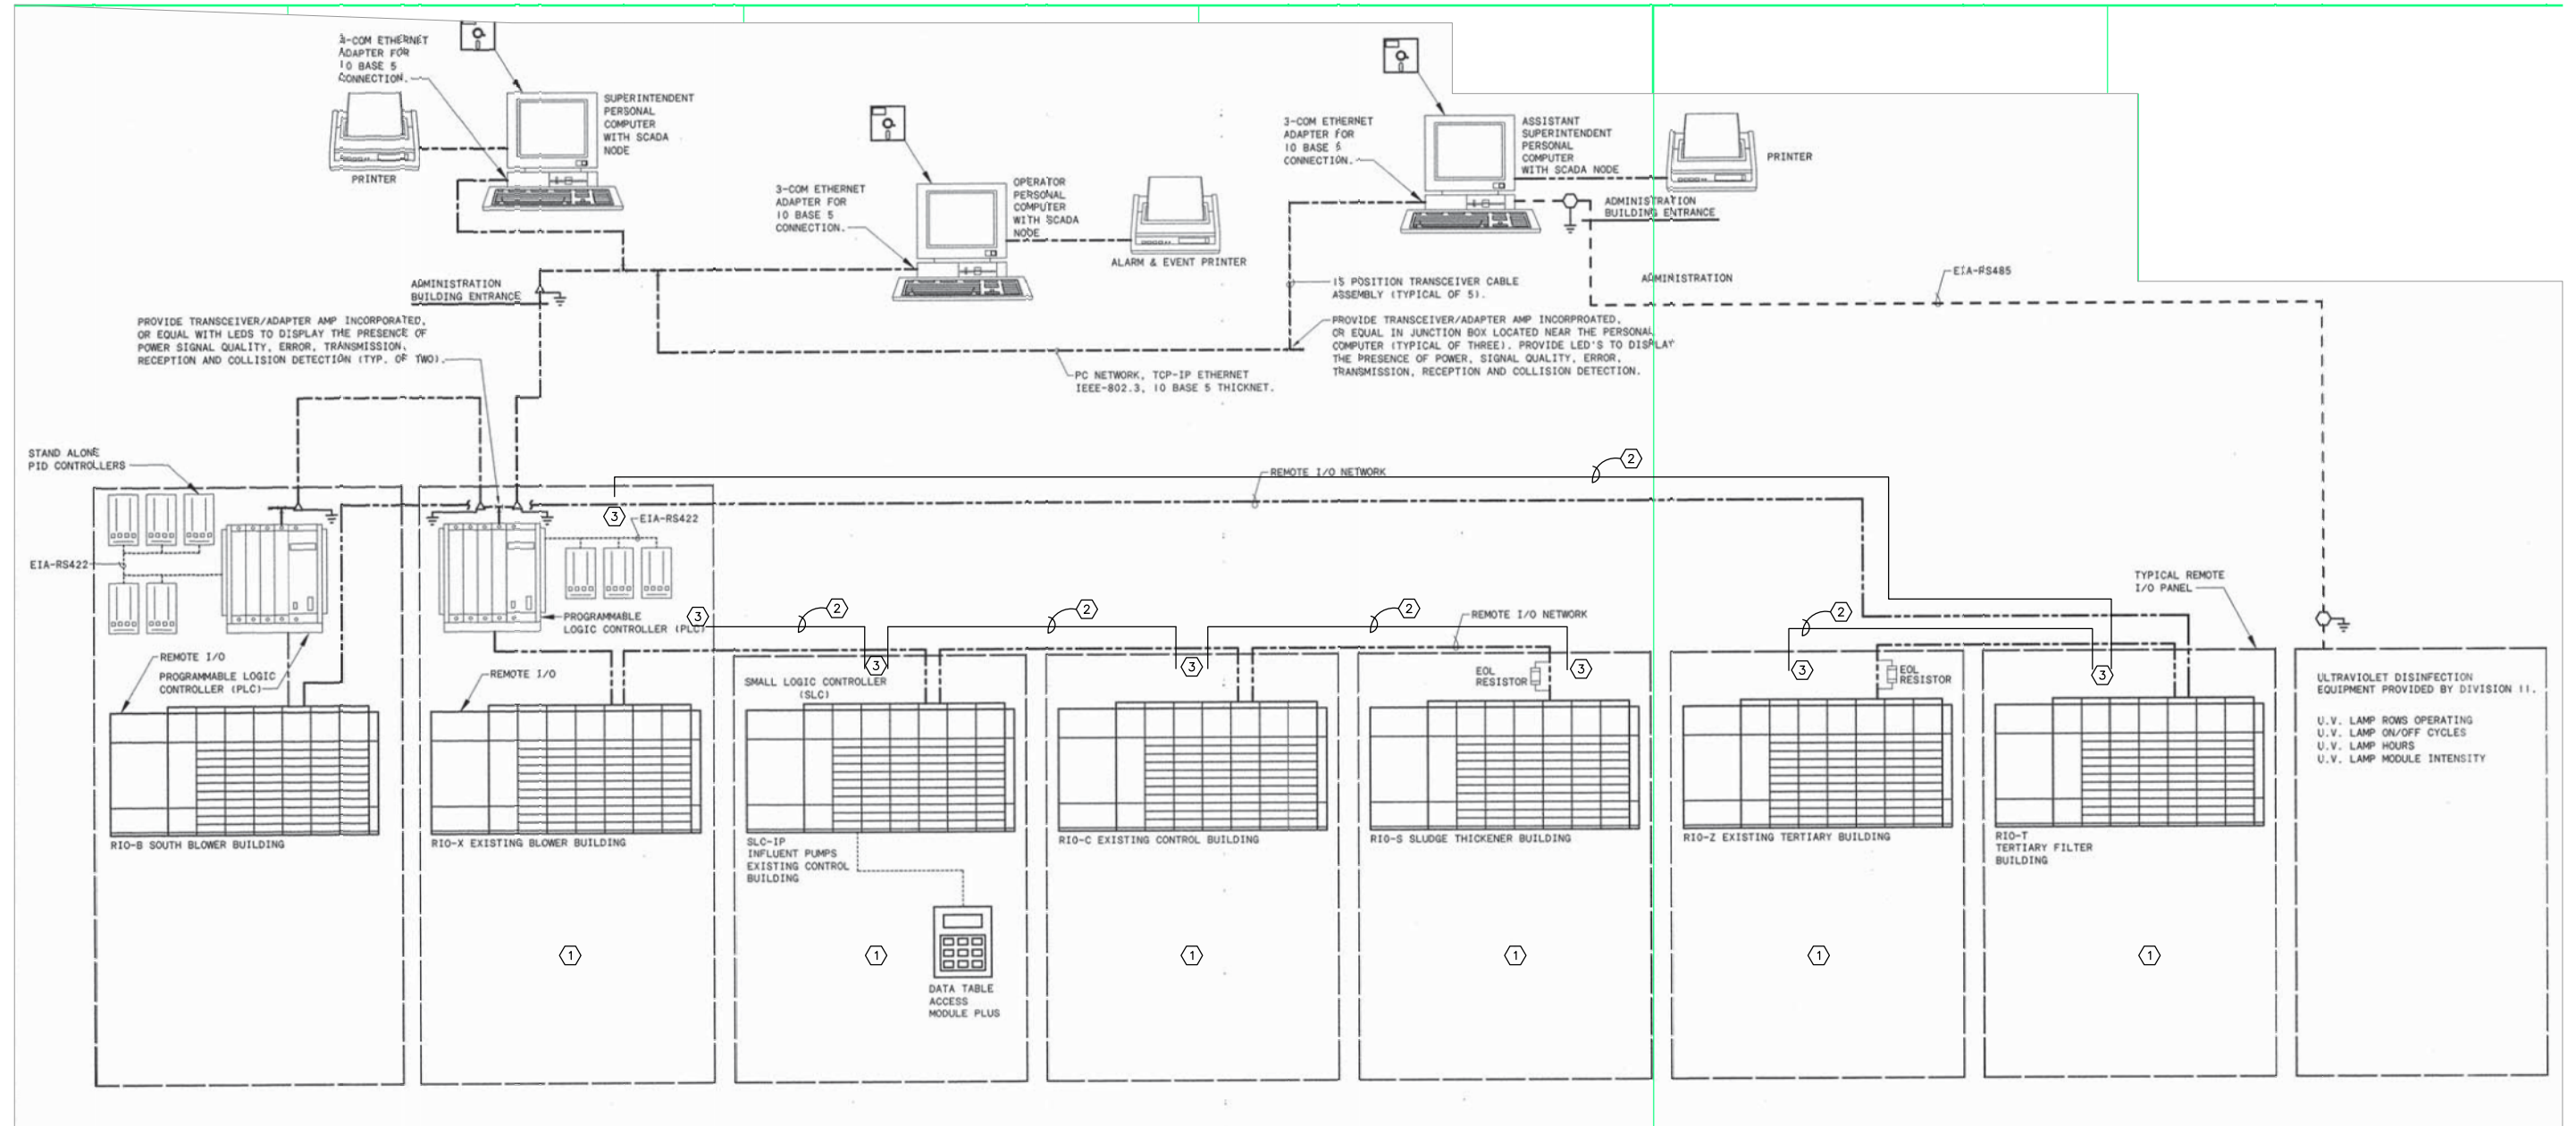 3-COM ETHERNET
ADAPTER FOR
10 BASE 5
CONNECTION.
PRINTER
SUPERINTENDENT
PERSONAL
COMPUTER
WITH SCADA
NODE
3-COM ETHERNET
ADAPTER FOR
10 BASE 5
CONNECTION.
OPERATOR
PERSONAL
COMPUTER
WITH SCADA
NODE
ALARM & EVENT PRINTER
3-COM ETHERNET
ADAPTER FOR
10 BASE 5
CONNECTION.
ASSISTANT
SUPERINTENDENT
PERSONAL
COMPUTER
WITH SCADA NODE
PRINTER
ADMINISTRATION
BUILDING ENTRANCE
ADMINISTRATION
EIA-RS485
ADMINISTRATION
BUILDING ENTRANCE
15 POSITION TRANSCEIVER CABLE
ASSEMBLY (TYPICAL OF 5).
PROVIDE TRANSCEIVER/ADAPTER AMP INCORPORATED,
OR EQUAL WITH LEDS TO DISPLAY THE PRESENCE OF
POWER SIGNAL QUALITY, ERROR, TRANSMISSION,
RECEPTION AND COLLISION DETECTION (TYP. OF TWO).
PROVIDE TRANSCEIVER/ADAPTER AMP INCORPROATED,
OR EQUAL IN JUNCTION BOX LOCATED NEAR THE PERSONAL
COMPUTER (TYPICAL OF THREE). PROVIDE LED'S TO DISPLAY
THE PRESENCE OF POWER, SIGNAL QUALITY, ERROR,
TRANSMISSION, RECEPTION AND COLLISION DETECTION.
PC NETWORK, TCP-IP ETHERNET
IEEE-802.3, 10 BASE 5 THICKNET.
STAND ALONE
PID CONTROLLERS
REMOTE I/O NETWORK
2
3
EIA-RS422
EIA-RS422
TYPICAL REMOTE
I/O PANEL
PROGRAMMABLE
LOGIC CONTROLLER (PLC)
3
2
2
2
REMOTE I/O NETWORK
2
REMOTE I/O
PROGRAMMABLE LOGIC
CONTROLLER (PLC)
REMOTE I/O
3
SMALL LOGIC CONTROLLER
(SLC)
3
EOL
RESISTOR
3
3
EOL
RESISTOR
3
ULTRAVIOLET DISINFECTION
EQUIPMENT PROVIDED BY DIVISION 11.
U.V. LAMP ROWS OPERATING
U.V. LAMP ON/OFF CYCLES
U.V. LAMP HOURS
U.V. LAMP MODULE INTENSITY
RIO-B SOUTH BLOWER BUILDING
RIO-X EXISTING BLOWER BUILDING
SLC-IP
INFLUENT PUMPS
EXISTING CONTROL
BUILDING
RIO-C EXISTING CONTROL BUILDING
RIO-S SLUDGE THICKENER BUILDING
RIO-Z EXISTING TERTIARY BUILDING
RIO-T
TERTIARY FILTER
BUILDING
1
1
1
1
1
1
DATA TABLE
ACCESS
MODULE PLUS